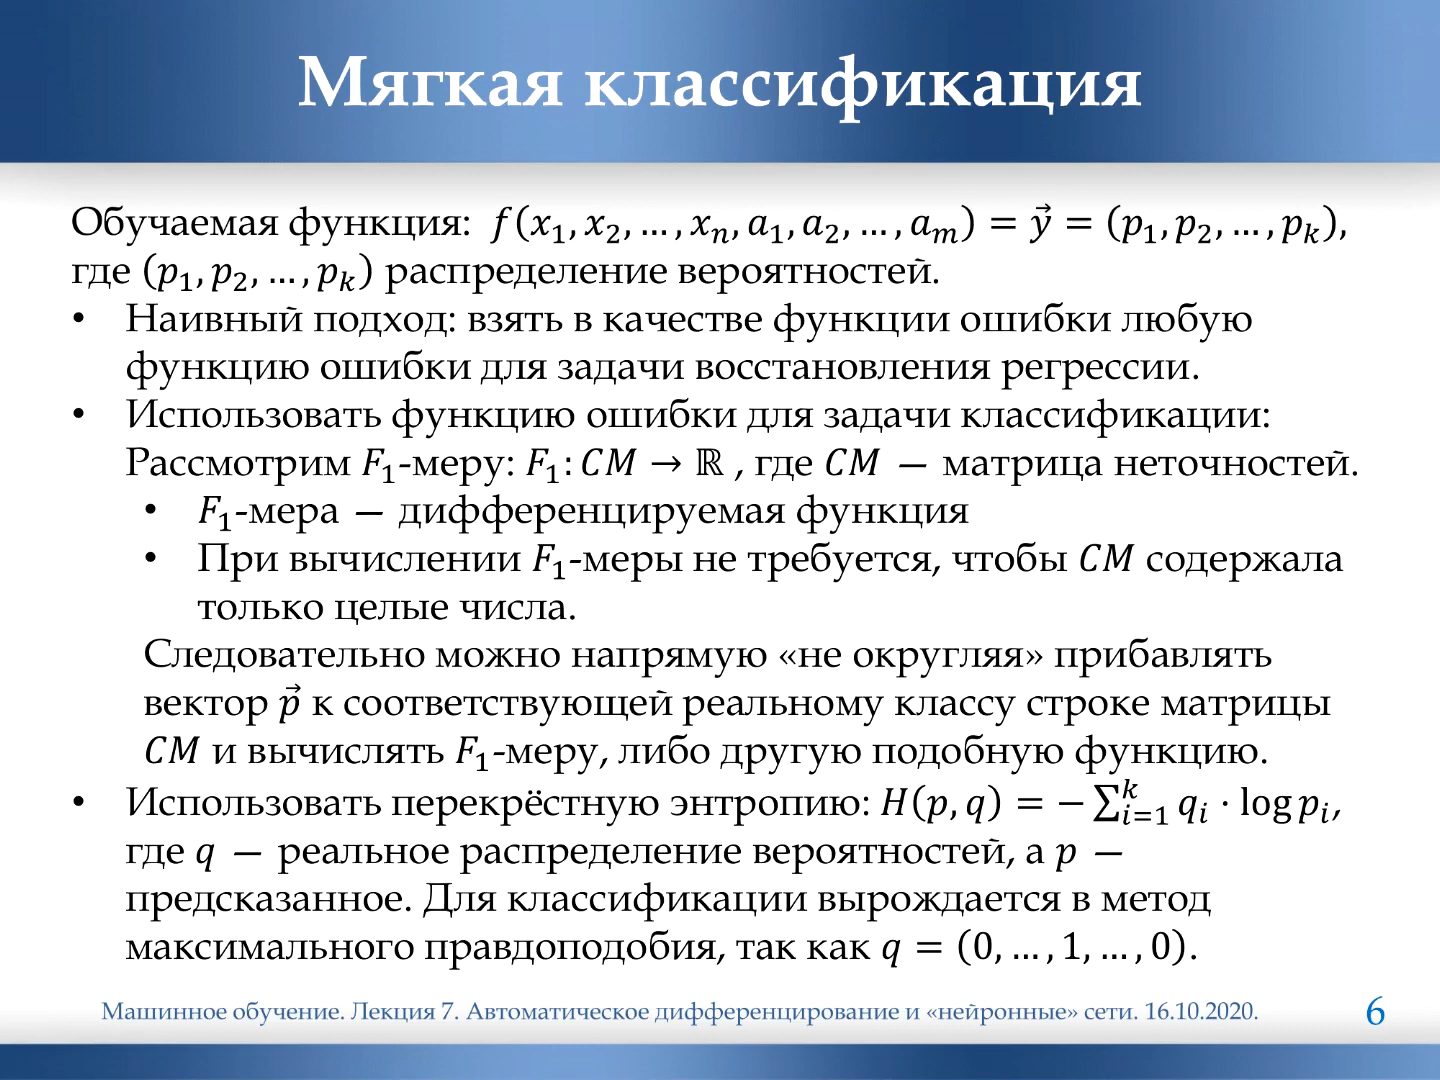 Мягкая классификация
Обучаемая функция: f(x₁, x₂, … , xₙ, a₁, a₂, … , aₘ) = y⃗ = (p₁, p₂, … , pₖ),
где (p₁, p₂, … , pₖ) распределение вероятностей.
• Наивный подход: взять в качестве функции ошибки любую
функцию ошибки для задачи восстановления регрессии.
• Использовать функцию ошибки для задачи классификации:
Рассмотрим F₁-меру: F₁: CM → ℝ , где CM — матрица неточностей.
• F₁-мера — дифференцируемая функция
• При вычислении F₁-меры не требуется, чтобы CM содержала
только целые числа.
Следовательно можно напрямую «не округляя» прибавлять
вектор p⃗ к соответствующей реальному классу строке матрицы
CM и вычислять F₁-меру, либо другую подобную функцию.
• Использовать перекрёстную энтропию: H(p, q) = − ∑ᵢ₌₁ᵏ qᵢ · log pᵢ,
где q — реальное распределение вероятностей, а p —
предсказанное. Для классификации вырождается в метод
максимального правдоподобия, так как q = (0, … , 1, … , 0).
Машинное обучение. Лекция 7. Автоматическое дифференцирование и «нейронные» сети. 16.10.2020.
6